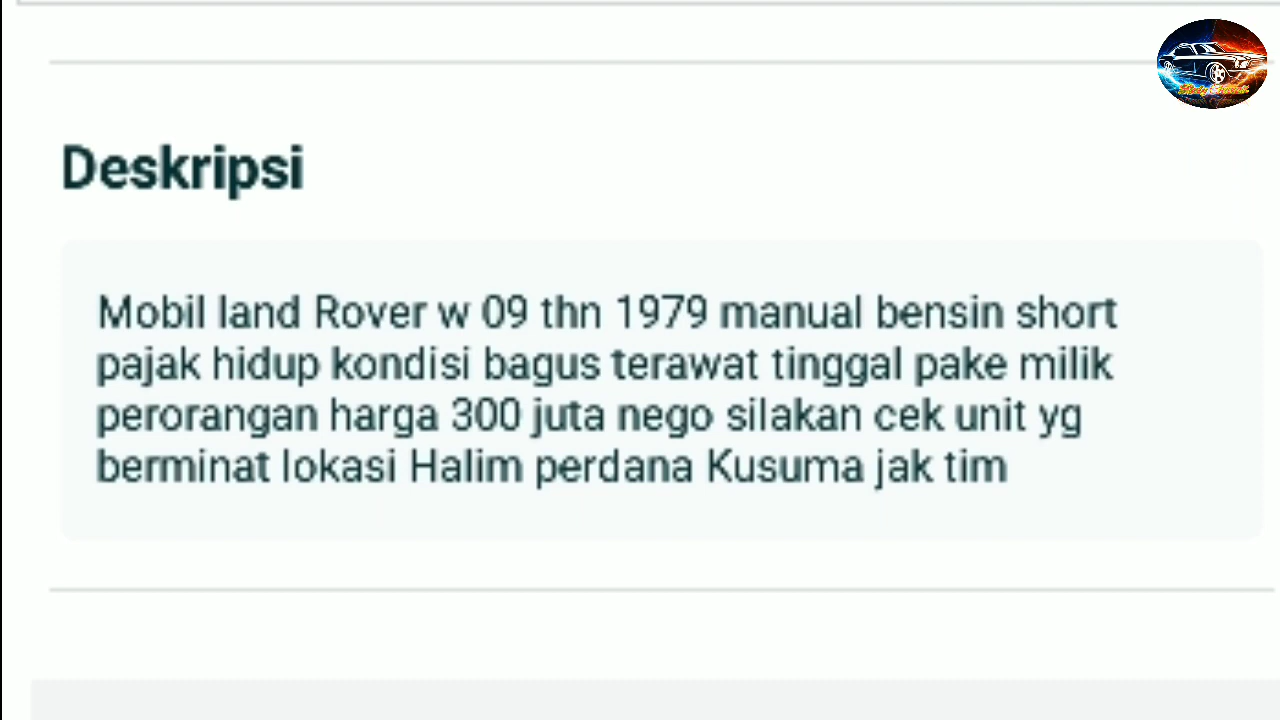 Deskripsi
Mobil land Rover w 09 thn 1979 manual bensin short
pajak hidup kondisi bagus terawat tinggal pake milik
perorangan harga 300 juta nego silakan cek unit yg
berminat lokasi Halim perdana Kusuma jak tim